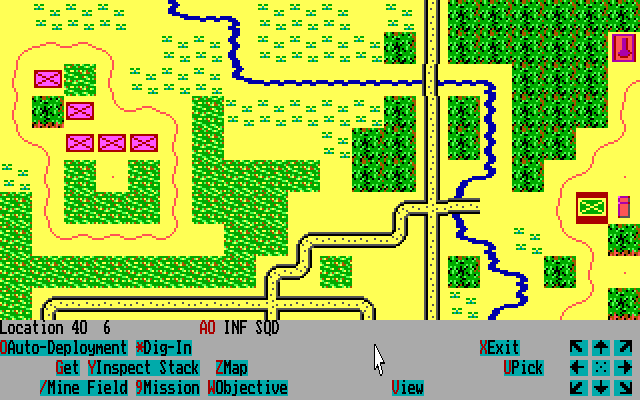 Location 40  6          AO INF SQD
OAuto-Deployment *Dig-In XExit
Get YInspect Stack ZMap UPick
/Mine Field 9Mission WObjective View